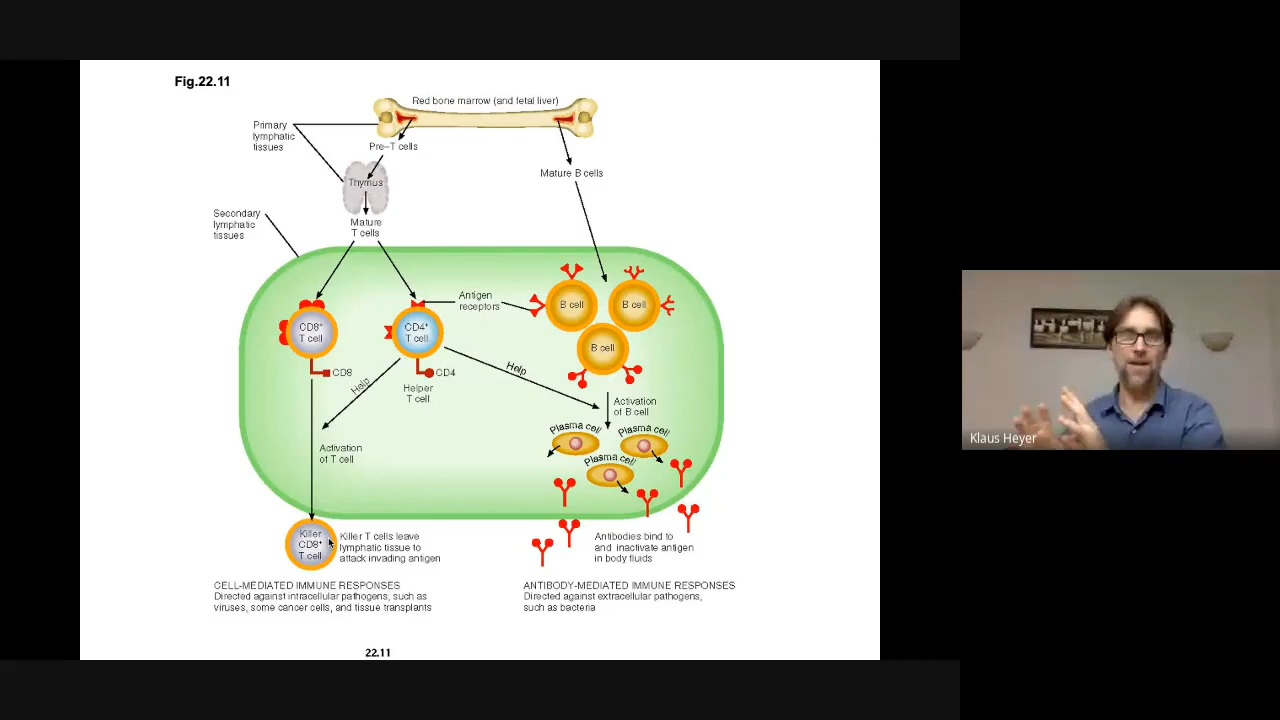 Fig.22.11
Red bone marrow (and fetal liver)
Primary
lymphatic
tissues
Pre–T cells
Thymus
Mature B cells
Secondary
lymphatic
tissues
Mature
T cells
Antigen
receptors
CD8+
T cell
CD4+
T cell
B cell
B cell
B cell
CD8
CD4
Help
Help
Helper
T cell
Activation
of B cell
Activation
of T cell
Plasma cell
Plasma cell
Plasma cell
Killer
CD8+
T cell
Killer T cells leave
lymphatic tissue to
attack invading antigen
Antibodies bind to
and inactivate antigen
in body fluids
CELL-MEDIATED IMMUNE RESPONSES
Directed against intracellular pathogens, such as
viruses, some cancer cells, and tissue transplants
ANTIBODY-MEDIATED IMMUNE RESPONSES
Directed against extracellular pathogens,
such as bacteria
22.11
Klaus Heyer